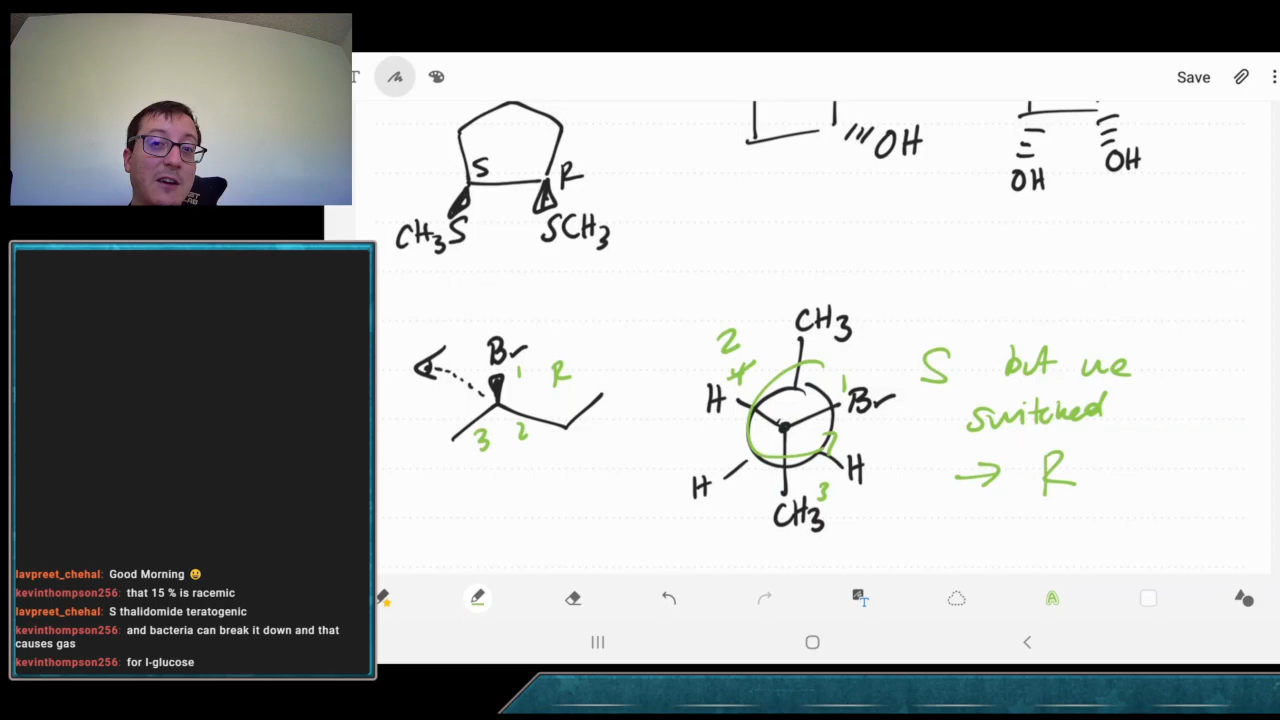 T
Save
S
R
CH3S
SCH3
OH
OH
OH
Br
1
R
3
2
CH3
2
H
1
Br
H
H
3
CH3
S but we
switched
→ R
T
A
lavpreet_chehal: Good Morning 😃
kevinthompson256: that 15 % is racemic
lavpreet_chehal: S thalidomide teratogenic
kevinthompson256: and bacteria can break it down and that
causes gas
kevinthompson256: for l-glucose